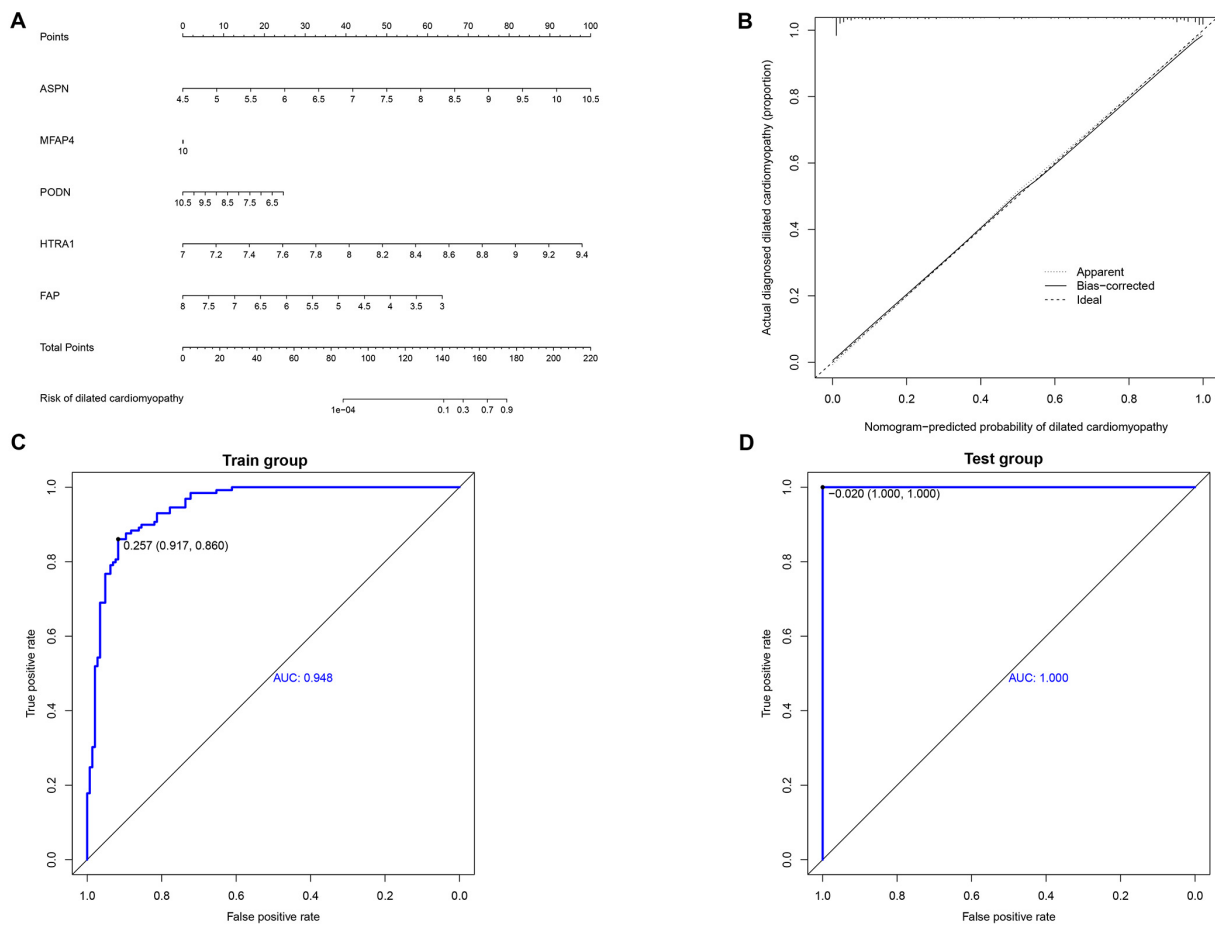 A
0 10 20 30 40 50 60 70 80 90 100
Points
ASPN
4.5 5 5.5 6 6.5 7 7.5 8 8.5 9 9.5 10 10.5
MFAP4
10
PODN
10.5 9.5 8.5 7.5 6.5
HTRA1
7 7.2 7.4 7.6 7.8 8 8.2 8.4 8.6 8.8 9 9.2 9.4
FAP
8 7.5 7 6.5 6 5.5 5 4.5 4 3.5 3
Total Points
0 20 40 60 80 100 120 140 160 180 200 220
Risk of dilated cardiomyopathy
1e−04 0.1 0.3 0.7 0.9
B
Actual diagnosed dilated cardiomyopathy (proportion)
1.0
0.8
0.6
0.4
0.2
0.0
Apparent
Bias−corrected
Ideal
0.0 0.2 0.4 0.6 0.8 1.0
Nomogram−predicted probability of dilated cardiomyopathy
C
Train group
True positive rate
1.0
0.8
0.6
0.4
0.2
0.0
0.257 (0.917, 0.860)
AUC: 0.948
1.0 0.8 0.6 0.4 0.2 0.0
False positive rate
D
Test group
True positive rate
1.0
0.8
0.6
0.4
0.2
0.0
−0.020 (1.000, 1.000)
AUC: 1.000
1.0 0.8 0.6 0.4 0.2 0.0
False positive rate